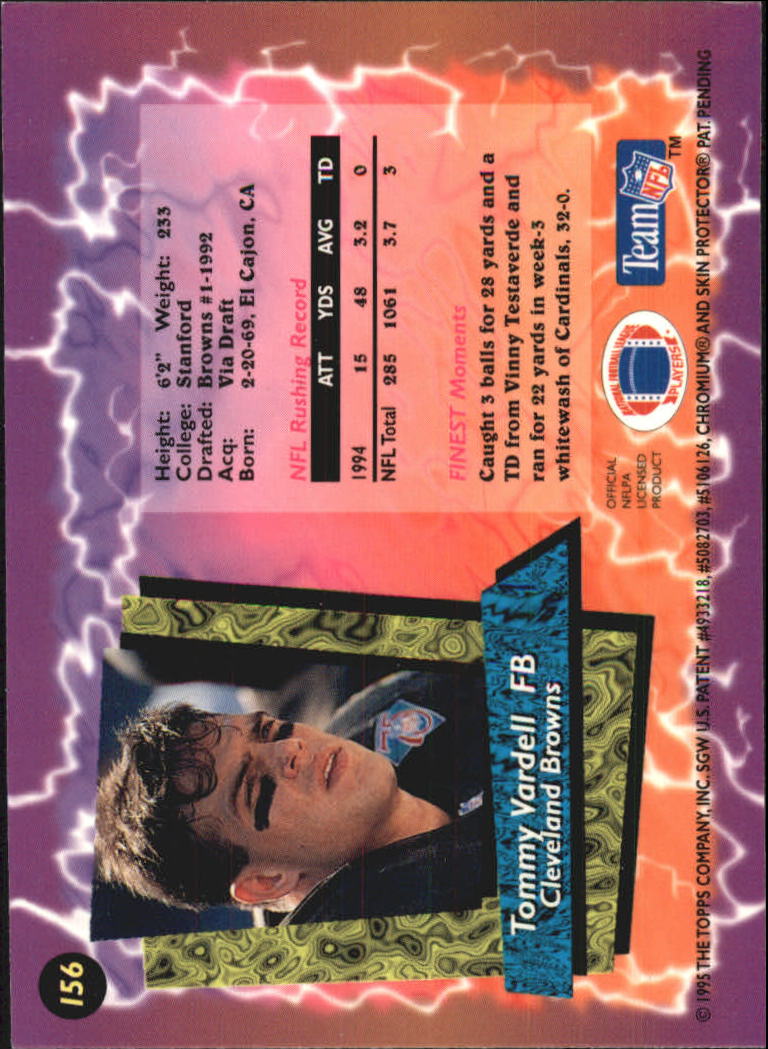 156
Tommy Vardell FB
Cleveland Browns
Height: 6'2" Weight: 233
College: Stanford
Drafted: Browns #1-1992
Acq: Via Draft
Born: 2-20-69, El Cajon, CA
NFL Rushing Record
ATT YDS AVG TD
1994 15 48 3.2 0
NFL Total 285 1061 3.7 3
FINEST Moments
Caught 3 balls for 28 yards and a
TD from Vinny Testaverde and
ran for 22 yards in week-3
whitewash of Cardinals, 32-0.
OFFICIAL
NFLPA
LICENSED
PRODUCT
NATIONAL FOOTBALL LEAGUE
PLAYERS
Team NFL TM
© 1995 THE TOPPS COMPANY, INC. SGW U.S. PATENT #4933218, #5082703, #5106126, CHROMIUM® AND SKIN PROTECTOR® PAT. PENDING